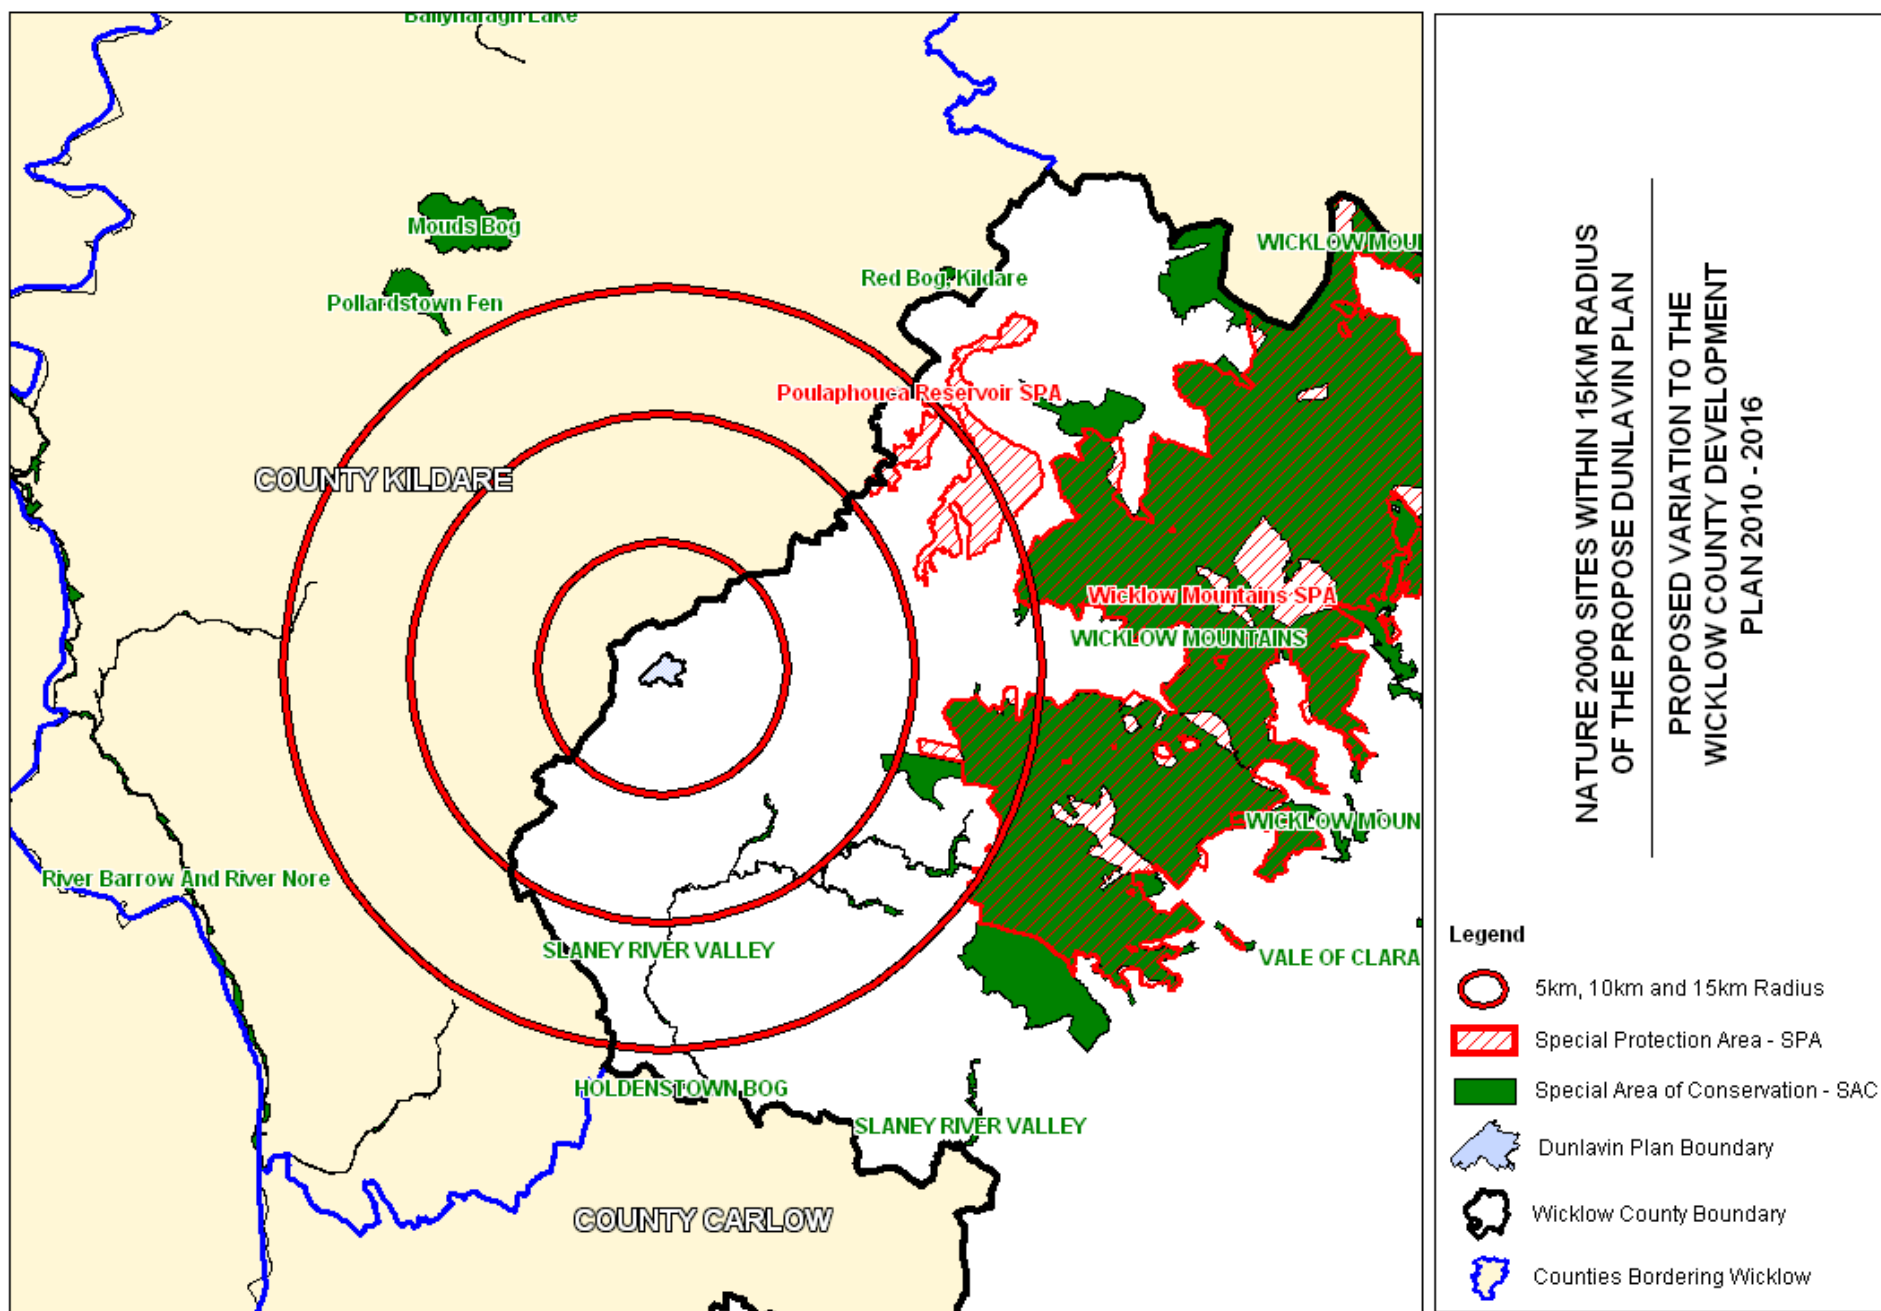 Ballynafagh Lake
Mouds Bog
WICKLOW MOUN
Red Bog, Kildare
Pollardstown Fen
Poulaphouca Reservoir SPA
COUNTY KILDARE
Wicklow Mountains SPA
WICKLOW MOUNTAINS
WICKLOW MOUN
River Barrow And River Nore
SLANEY RIVER VALLEY
VALE OF CLARA
HOLDENSTOWN BOG
SLANEY RIVER VALLEY
COUNTY CARLOW
NATURE 2000 SITES WITHIN 15KM RADIUS
OF THE PROPOSE DUNLAVIN PLAN
PROPOSED VARIATION TO THE
WICKLOW COUNTY DEVELOPMENT
PLAN 2010 - 2016
Legend
5km, 10km and 15km Radius
Special Protection Area - SPA
Special Area of Conservation - SAC
Dunlavin Plan Boundary
Wicklow County Boundary
Counties Bordering Wicklow